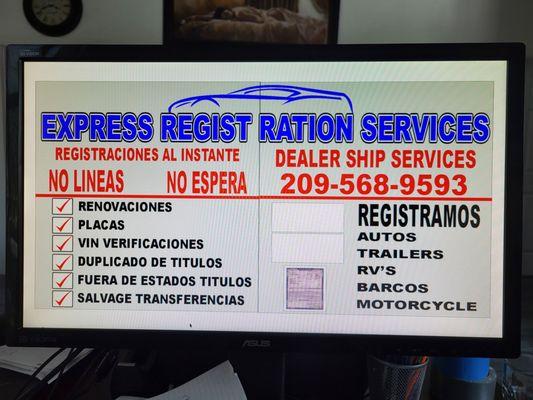 EXPRESS REGIST RATION SERVICES
REGISTRACIONES AL INSTANTE
NO LINEAS NO ESPERA
DEALER SHIP SERVICES
209-568-9593
RENOVACIONES
PLACAS
VIN VERIFICACIONES
DUPLICADO DE TITULOS
FUERA DE ESTADOS TITULOS
SALVAGE TRANSFERENCIAS
REGISTRAMOS
AUTOS
TRAILERS
RV'S
BARCOS
MOTORCYCLE
ASUS
HDMI